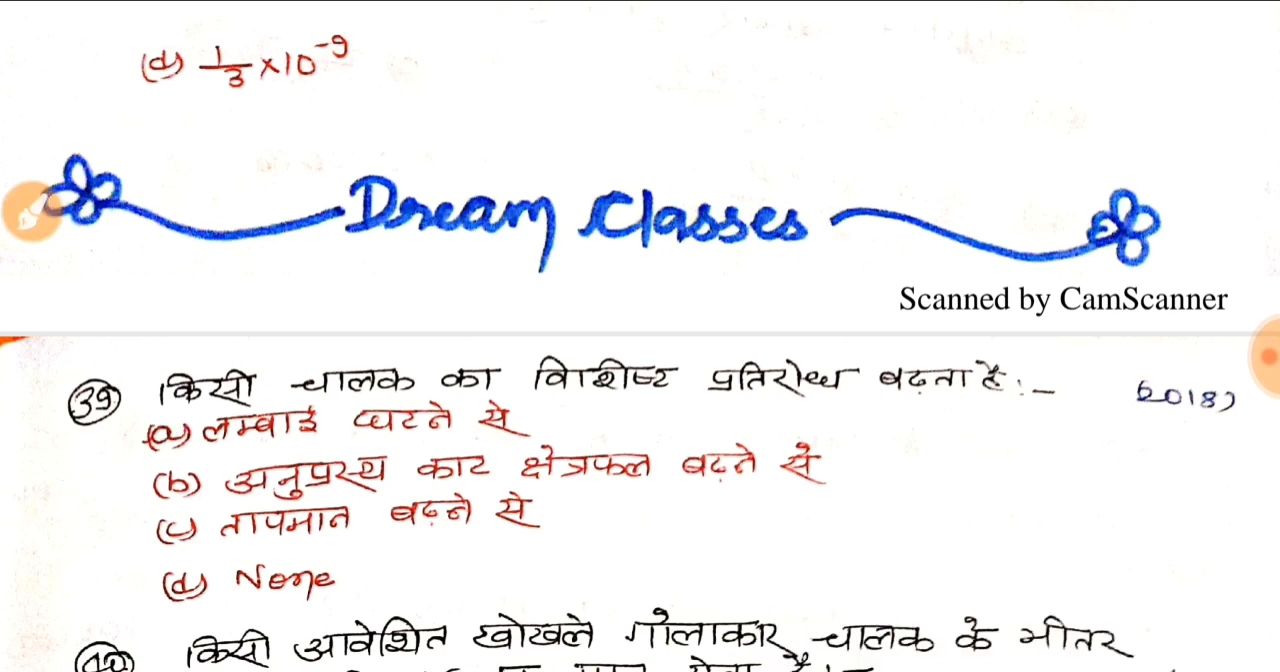 (d) 1/3 ×10⁻⁹
Dream Classes
Scanned by CamScanner
(39) किसी चालक का विशिष्ट प्रतिरोध बढ़ता है:- (2018)
(a) लम्बाई घटने से
(b) अनुप्रस्थ काट क्षेत्रफल बढ़ने से
(c) तापमान बढ़ने से
(d) None
(40) किसी आवेशित खोखले गोलाकार चालक के भीतर